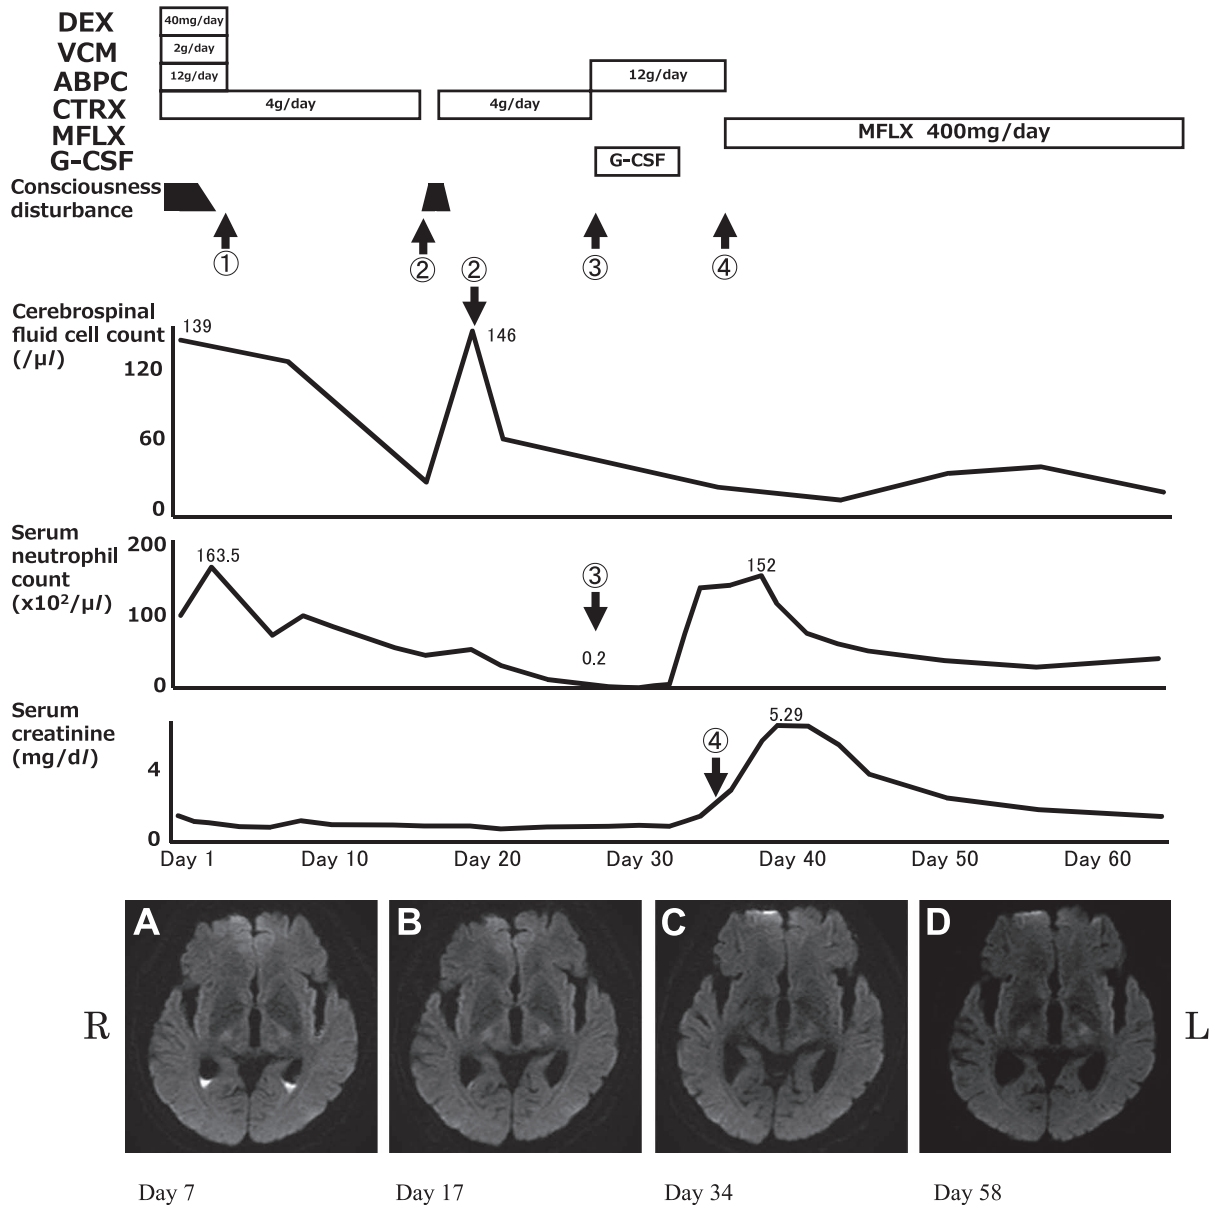 DEX 40mg/day
VCM 2g/day
ABPC 12g/day 12g/day
CTRX 4g/day 4g/day
MFLX MFLX 400mg/day
G-CSF G-CSF
Consciousness
disturbance
① ② ② ③ ④
Cerebrospinal
fluid cell count
(/μl)
139
146
120
60
0
Serum
neutrophil
count
(x10²/μl)
200
163.5
③
152
100
0.2
0
Serum
creatinine
(mg/dl)
5.29
④
4
0
Day 1 Day 10 Day 20 Day 30 Day 40 Day 50 Day 60
A B C D
R L
Day 7 Day 17 Day 34 Day 58